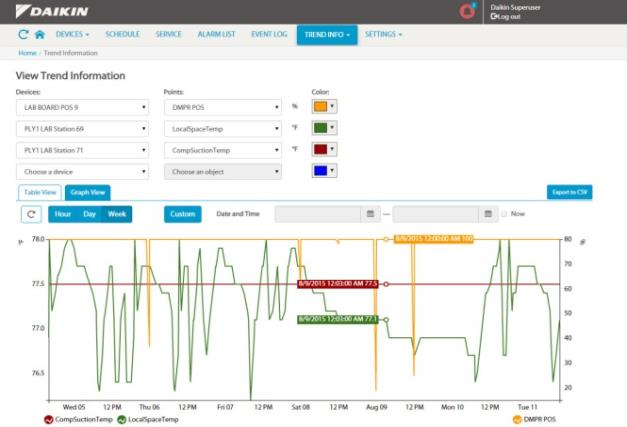 DAIKIN
Daikin Superuser
Log out
DEVICES SCHEDULE SERVICE ALARM LIST EVENT LOG TREND INFO SETTINGS
Home / Trend Information
View Trend Information
Devices: Points: Color:
LAB BOARD POS 9 DMPR POS %
PLY1 LAB Station 69 LocalSpaceTemp °F
PLY1 LAB Station 71 CompSuctionTemp °F
Choose a device Choose an object
Table View Graph View Export to CSV
Hour Day Week Custom Date and Time Now
°F 78.0 8/9/2015 12:00:00 AM 100 80 %
70
77.5 8/9/2015 12:03:00 AM 77.5 60
50
77.0 8/9/2015 12:03:00 AM 77.1
40
30
76.5
20
Wed 05 12 PM Thu 06 12 PM Fri 07 12 PM Sat 08 12 PM Aug 09 12 PM Mon 10 12 PM Tue 11
CompSuctionTemp LocalSpaceTemp DMPR POS